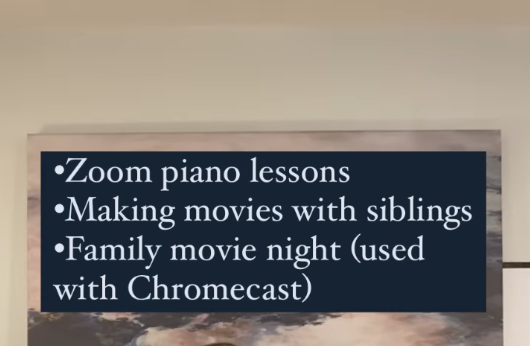 •Zoom piano lessons
•Making movies with siblings
•Family movie night (used
with Chromecast)